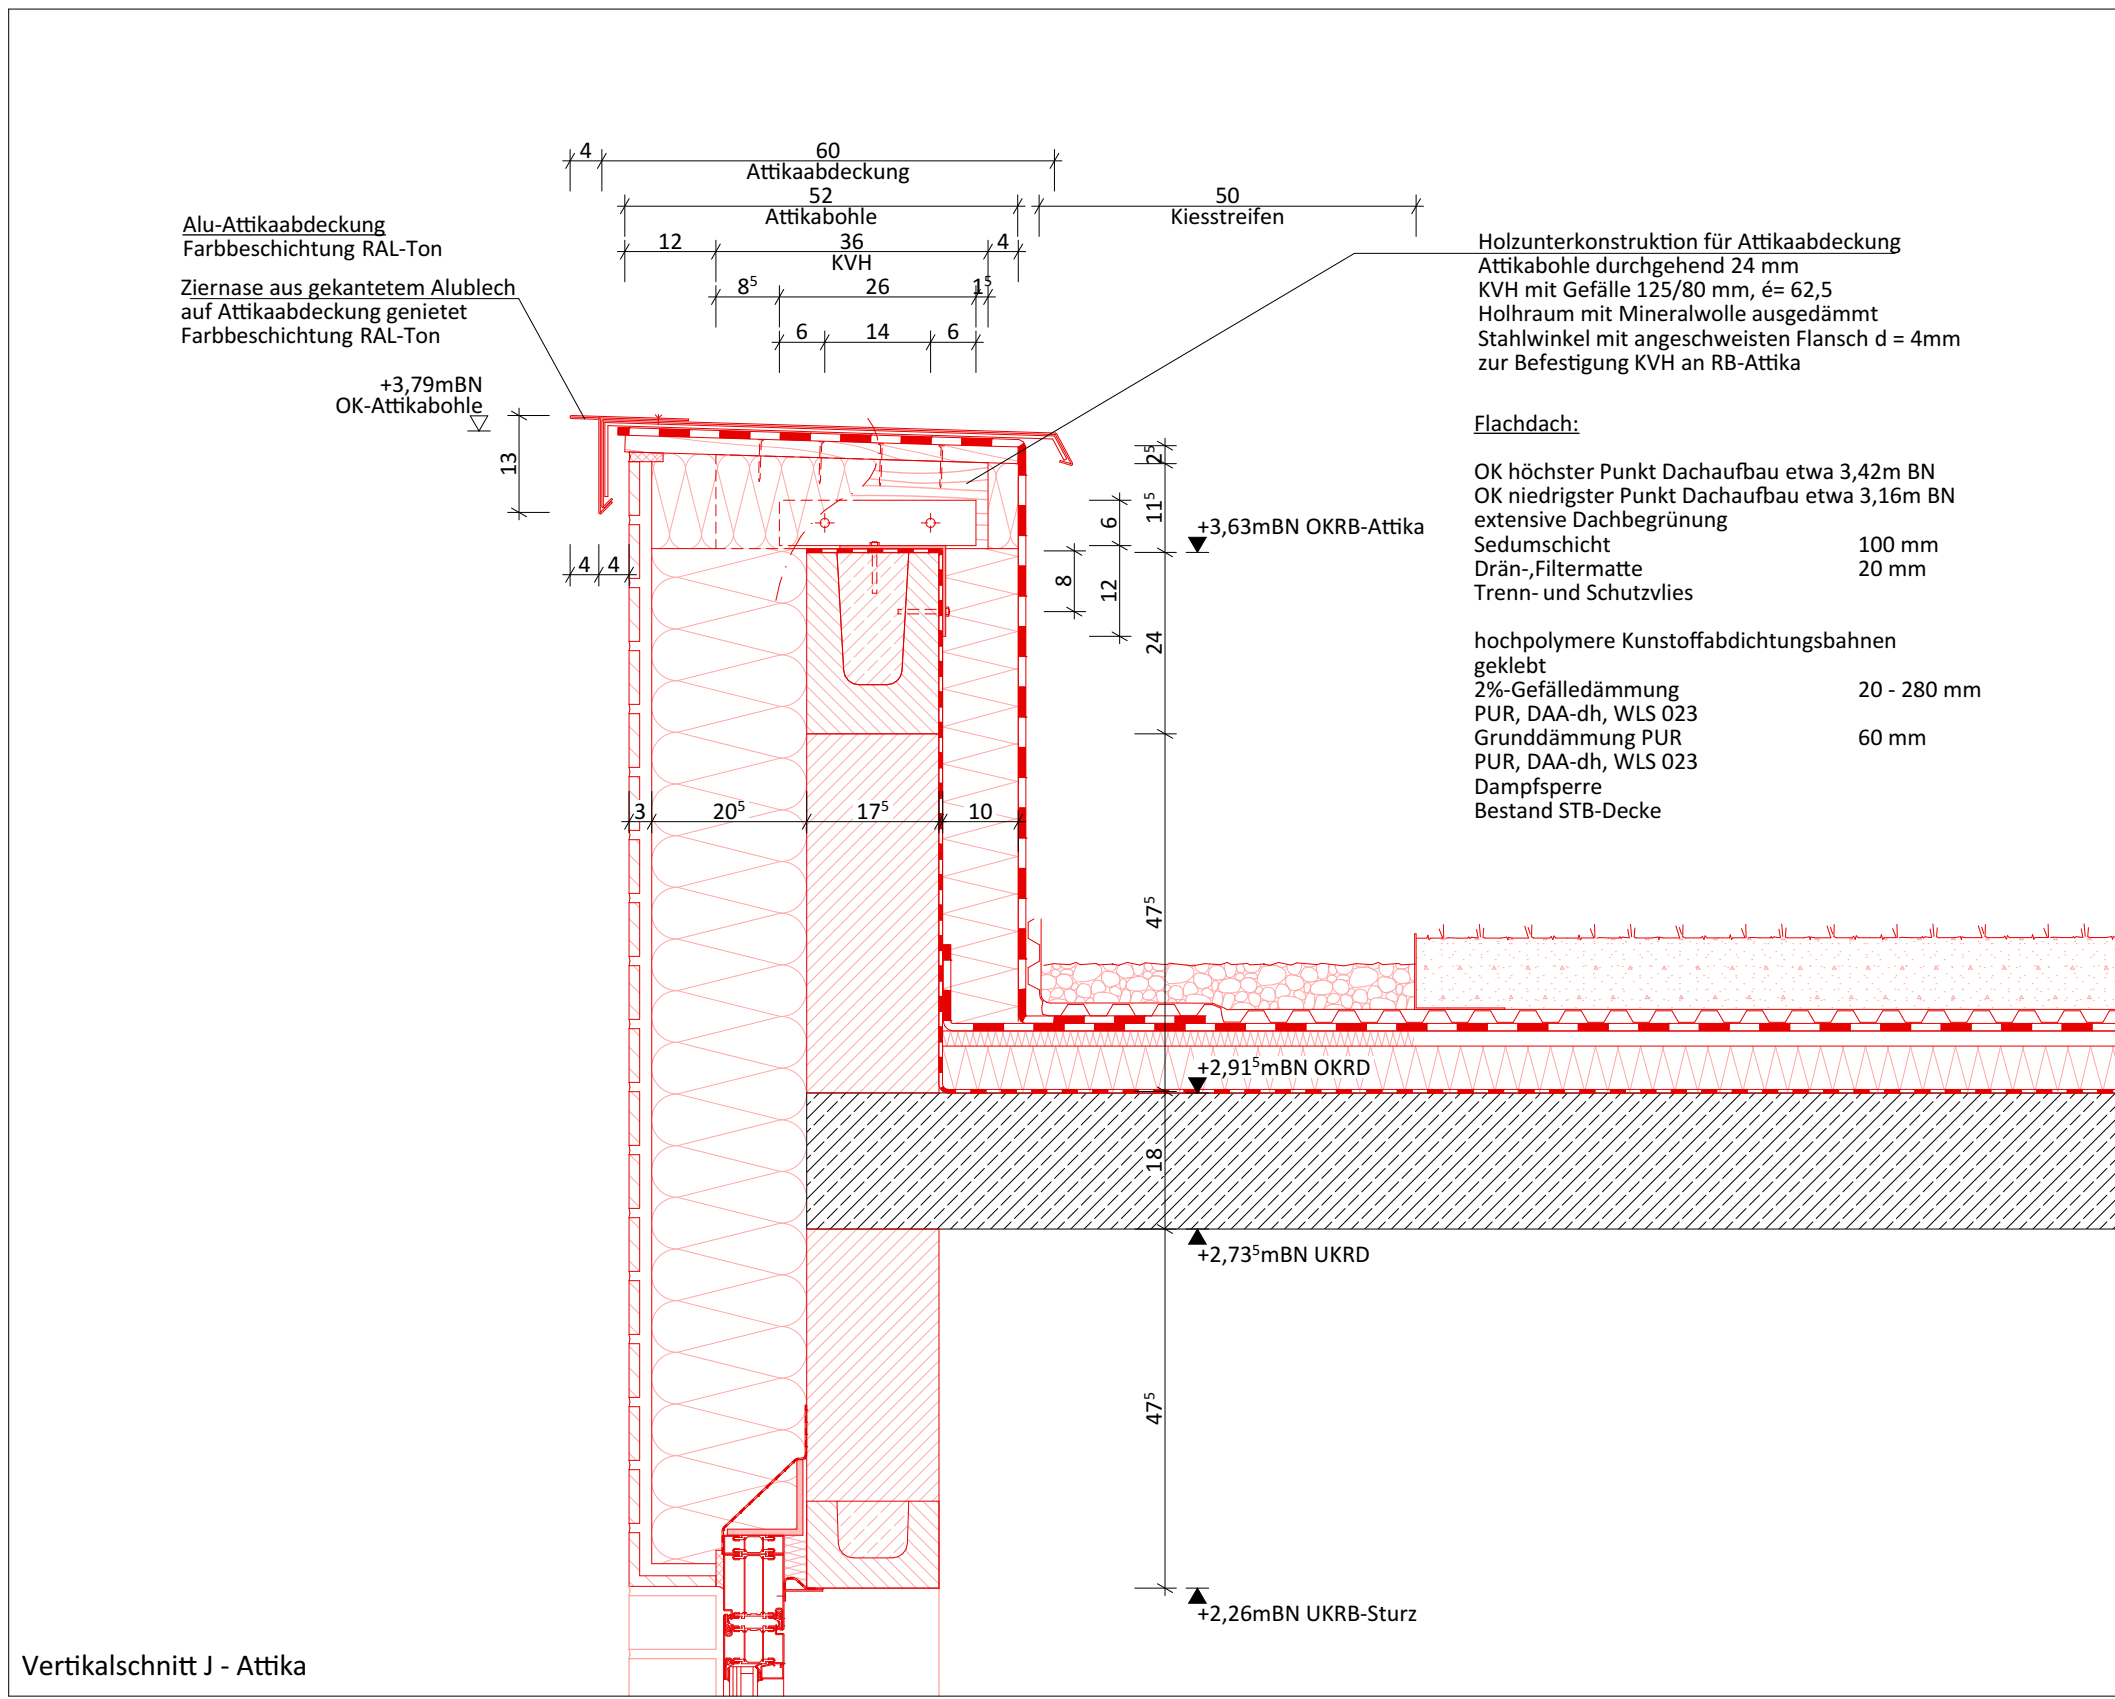 4
60
Attikaabdeckung
52
Attikabohle
50
Kiesstreifen
12
36
4
KVH
8⁵
26
1⁵
6
14
6
Alu-Attikaabdeckung
Farbbeschichtung RAL-Ton
Ziernase aus gekantetem Alublech
auf Attikaabdeckung genietet
Farbbeschichtung RAL-Ton
+3,79mBN
OK-Attikabohle
13
4
4
Holzunterkonstruktion für Attikaabdeckung
Attikabohle durchgehend 24 mm
KVH mit Gefälle 125/80 mm, é= 62,5
Holhraum mit Mineralwolle ausgedämmt
Stahlwinkel mit angeschweisten Flansch d = 4mm
zur Befestigung KVH an RB-Attika
Flachdach:
OK höchster Punkt Dachaufbau etwa 3,42m BN
OK niedrigster Punkt Dachaufbau etwa 3,16m BN
extensive Dachbegrünung
Sedumschicht 100 mm
Drän-,Filtermatte 20 mm
Trenn- und Schutzvlies
hochpolymere Kunstoffabdichtungsbahnen
geklebt
2%-Gefälledämmung 20 - 280 mm
PUR, DAA-dh, WLS 023
Grunddämmung PUR 60 mm
PUR, DAA-dh, WLS 023
Dampfsperre
Bestand STB-Decke
2⁵
11⁵
6
+3,63mBN OKRB-Attika
8
12
24
3
20⁵
17⁵
10
47⁵
+2,91⁵mBN OKRD
18
+2,73⁵mBN UKRD
47⁵
+2,26mBN UKRB-Sturz
Vertikalschnitt J - Attika